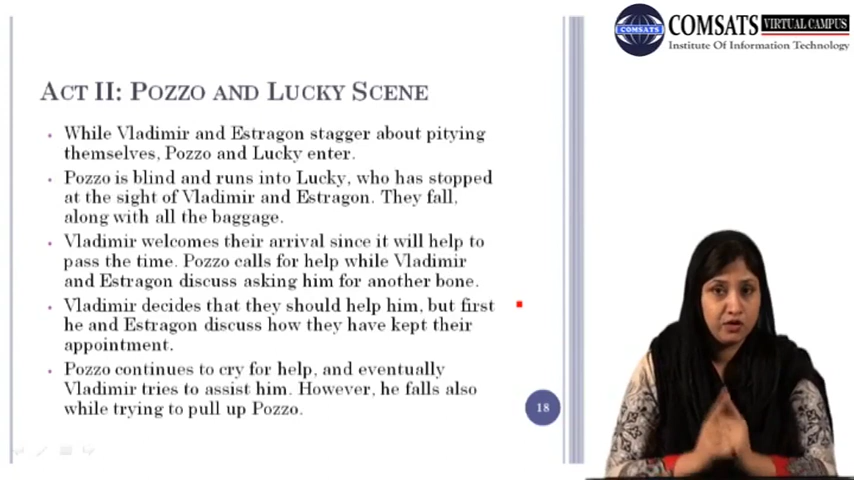 COMSATS VIRTUAL CAMPUS
Institute Of Information Technology
COMSATS
ACT II: POZZO AND LUCKY SCENE
While Vladimir and Estragon stagger about pitying
themselves, Pozzo and Lucky enter.
Pozzo is blind and runs into Lucky, who has stopped
at the sight of Vladimir and Estragon. They fall,
along with all the baggage.
Vladimir welcomes their arrival since it will help to
pass the time. Pozzo calls for help while Vladimir
and Estragon discuss asking him for another bone.
Vladimir decides that they should help him, but first
he and Estragon discuss how they have kept their
appointment.
Pozzo continues to cry for help, and eventually
Vladimir tries to assist him. However, he falls also
while trying to pull up Pozzo.
18